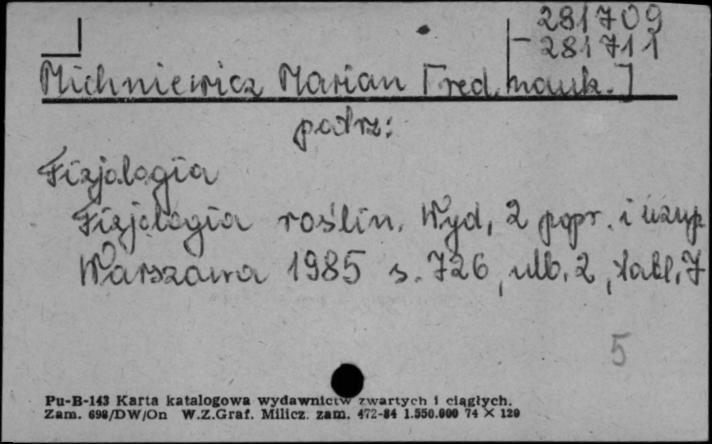 281709
- 281711
Michniewicz Marian [red. nauk.]
patrz:
Fizjologia
Fizjologia roślin. Wyd. 2 popr. i uzup
Warszawa 1985 s. 726, nlb. 2, tabl. 7
5
Pu-B-143 Karta katalogowa wydawnictw zwartych i ciągłych.
Zam. 698/DW/On W.Z.Graf. Milicz. zam. 472-84 1.550.000 74 × 120